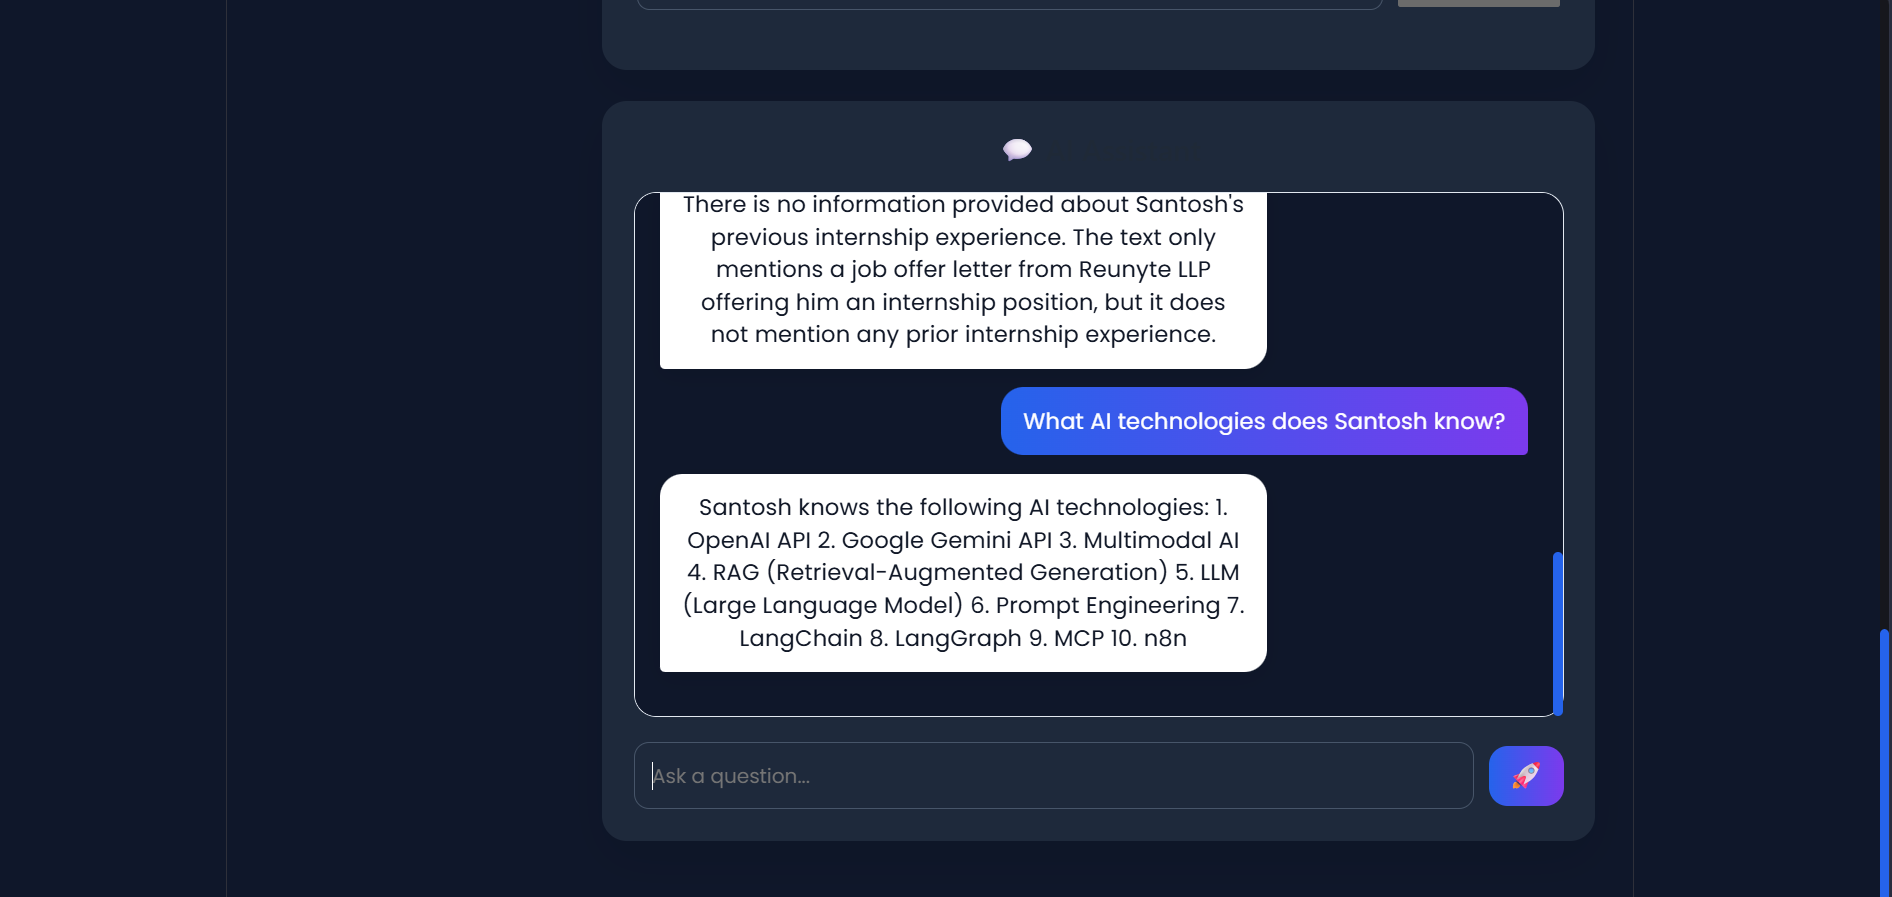 There is no information provided about Santosh's
previous internship experience. The text only
mentions a job offer letter from Reunyte LLP
offering him an internship position, but it does
not mention any prior internship experience.
What AI technologies does Santosh know?
Santosh knows the following AI technologies: 1.
OpenAI API 2. Google Gemini API 3. Multimodal AI
4. RAG (Retrieval-Augmented Generation) 5. LLM
(Large Language Model) 6. Prompt Engineering 7.
LangChain 8. LangGraph 9. MCP 10. n8n
Ask a question...